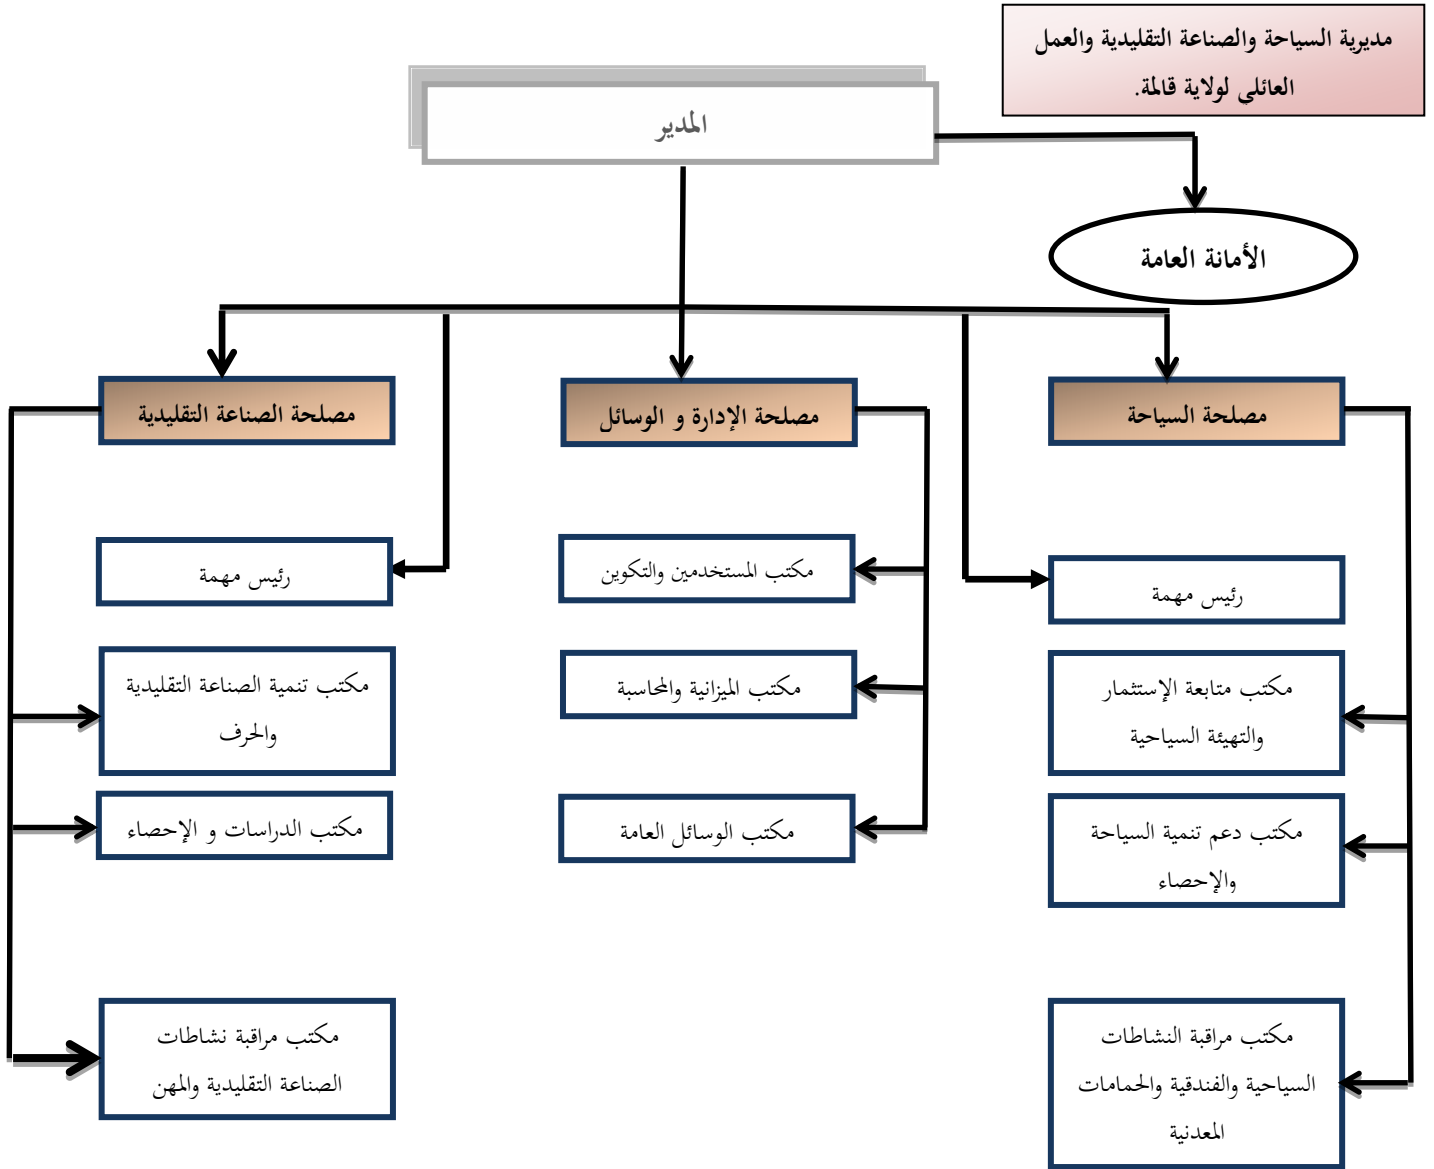 مديرية السياحة والصناعة التقليدية والعمل
العائلي لولاية قالمة.
المدير
الأمانة العامة
مصلحة السياحة
مصلحة الإدارة و الوسائل
مصلحة الصناعة التقليدية
رئيس مهمة
مكتب متابعة الإستثمار
والتهيئة السياحية
مكتب دعم تنمية السياحة
والإحصاء
مكتب مراقبة النشاطات
السياحية والفندقية والحمامات
المعدنية
مكتب المستخدمين والتكوين
مكتب الميزانية والمحاسبة
مكتب الوسائل العامة
رئيس مهمة
مكتب تنمية الصناعة التقليدية
والحرف
مكتب الدراسات و الإحصاء
مكتب مراقبة نشاطات
الصناعة التقليدية والمهن